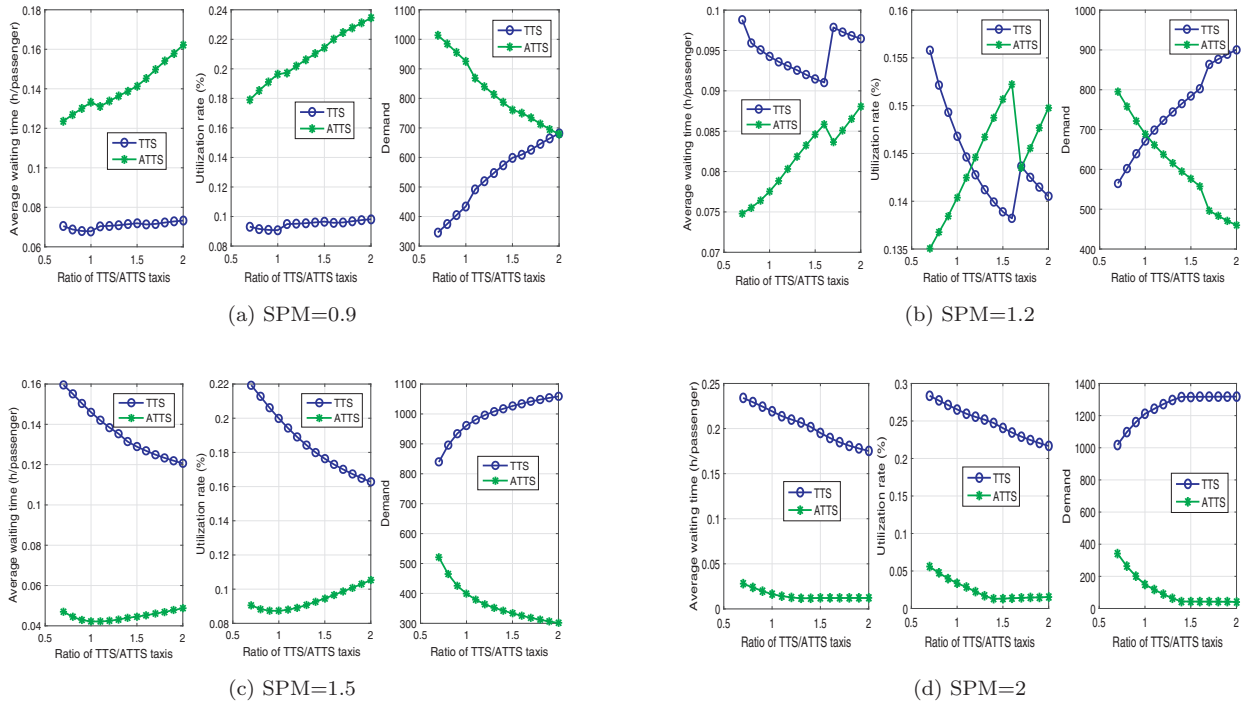 Average waiting time (h/passenger)
0.18
0.16
0.14
0.12
0.1
0.08
0.06
0.5
1
1.5
2
Ratio of TTS/ATTS taxis
TTS
ATTS
Utilization rate (%)
0.24
0.22
0.2
0.18
0.16
0.14
0.12
0.1
0.08
0.5
1
1.5
2
Ratio of TTS/ATTS taxis
TTS
ATTS
Demand
1100
1000
900
800
700
600
500
400
300
0.5
1
1.5
2
Ratio of TTS/ATTS taxis
TTS
ATTS
(a) SPM=0.9
Average waiting time (h/passenger)
0.1
0.095
0.09
0.085
0.08
0.075
0.07
0.5
1
1.5
2
Ratio of TTS/ATTS taxis
TTS
ATTS
Utilization rate (%)
0.16
0.155
0.15
0.145
0.14
0.135
0.5
1
1.5
2
Ratio of TTS/ATTS taxis
TTS
ATTS
Demand
1000
900
800
700
600
500
400
0.5
1
1.5
2
Ratio of TTS/ATTS taxis
TTS
ATTS
(b) SPM=1.2
Average waiting time (h/passenger)
0.16
0.14
0.12
0.1
0.08
0.06
0.04
0.5
1
1.5
2
Ratio of TTS/ATTS taxis
TTS
ATTS
Utilization rate (%)
0.22
0.2
0.18
0.16
0.14
0.12
0.1
0.08
0.5
1
1.5
2
Ratio of TTS/ATTS taxis
TTS
ATTS
Demand
1100
1000
900
800
700
600
500
400
300
0.5
1
1.5
2
Ratio of TTS/ATTS taxis
TTS
ATTS
(c) SPM=1.5
Average waiting time (h/passenger)
0.25
0.2
0.15
0.1
0.05
0
0.5
1
1.5
2
Ratio of TTS/ATTS taxis
TTS
ATTS
Utilization rate (%)
0.3
0.25
0.2
0.15
0.1
0.05
0
0.5
1
1.5
2
Ratio of TTS/ATTS taxis
TTS
ATTS
Demand
1400
1200
1000
800
600
400
200
0
0.5
1
1.5
2
Ratio of TTS/ATTS taxis
TTS
ATTS
(d) SPM=2